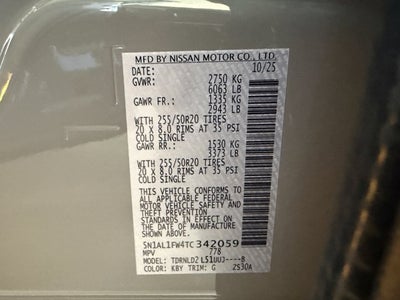 MFD BY NISSAN MOTOR CO., LTD.
DATE: 10/25
GVWR: 2750 KG
6063 LB
GAWR FR.: 1335 KG
2943 LB
WITH 255/50R20 TIRES
20 X 8.0 RIMS AT 35 PSI
COLD SINGLE
GAWR RR.: 1530 KG
3373 LB
WITH 255/50R20 TIRES
20 X 8.0 RIMS AT 35 PSI
COLD SINGLE
THIS VEHICLE CONFORMS TO
ALL APPLICABLE FEDERAL
MOTOR VEHICLE SAFETY
STANDARDS IN EFFECT ON
THE DATE OF MANUFACTURE
SHOWN ABOVE.
5N1AL1FW4TC342059
MPV 778
MODEL: TDRNLD2LS1UUJ----B
COLOR: KBY TRIM: G 2S30A